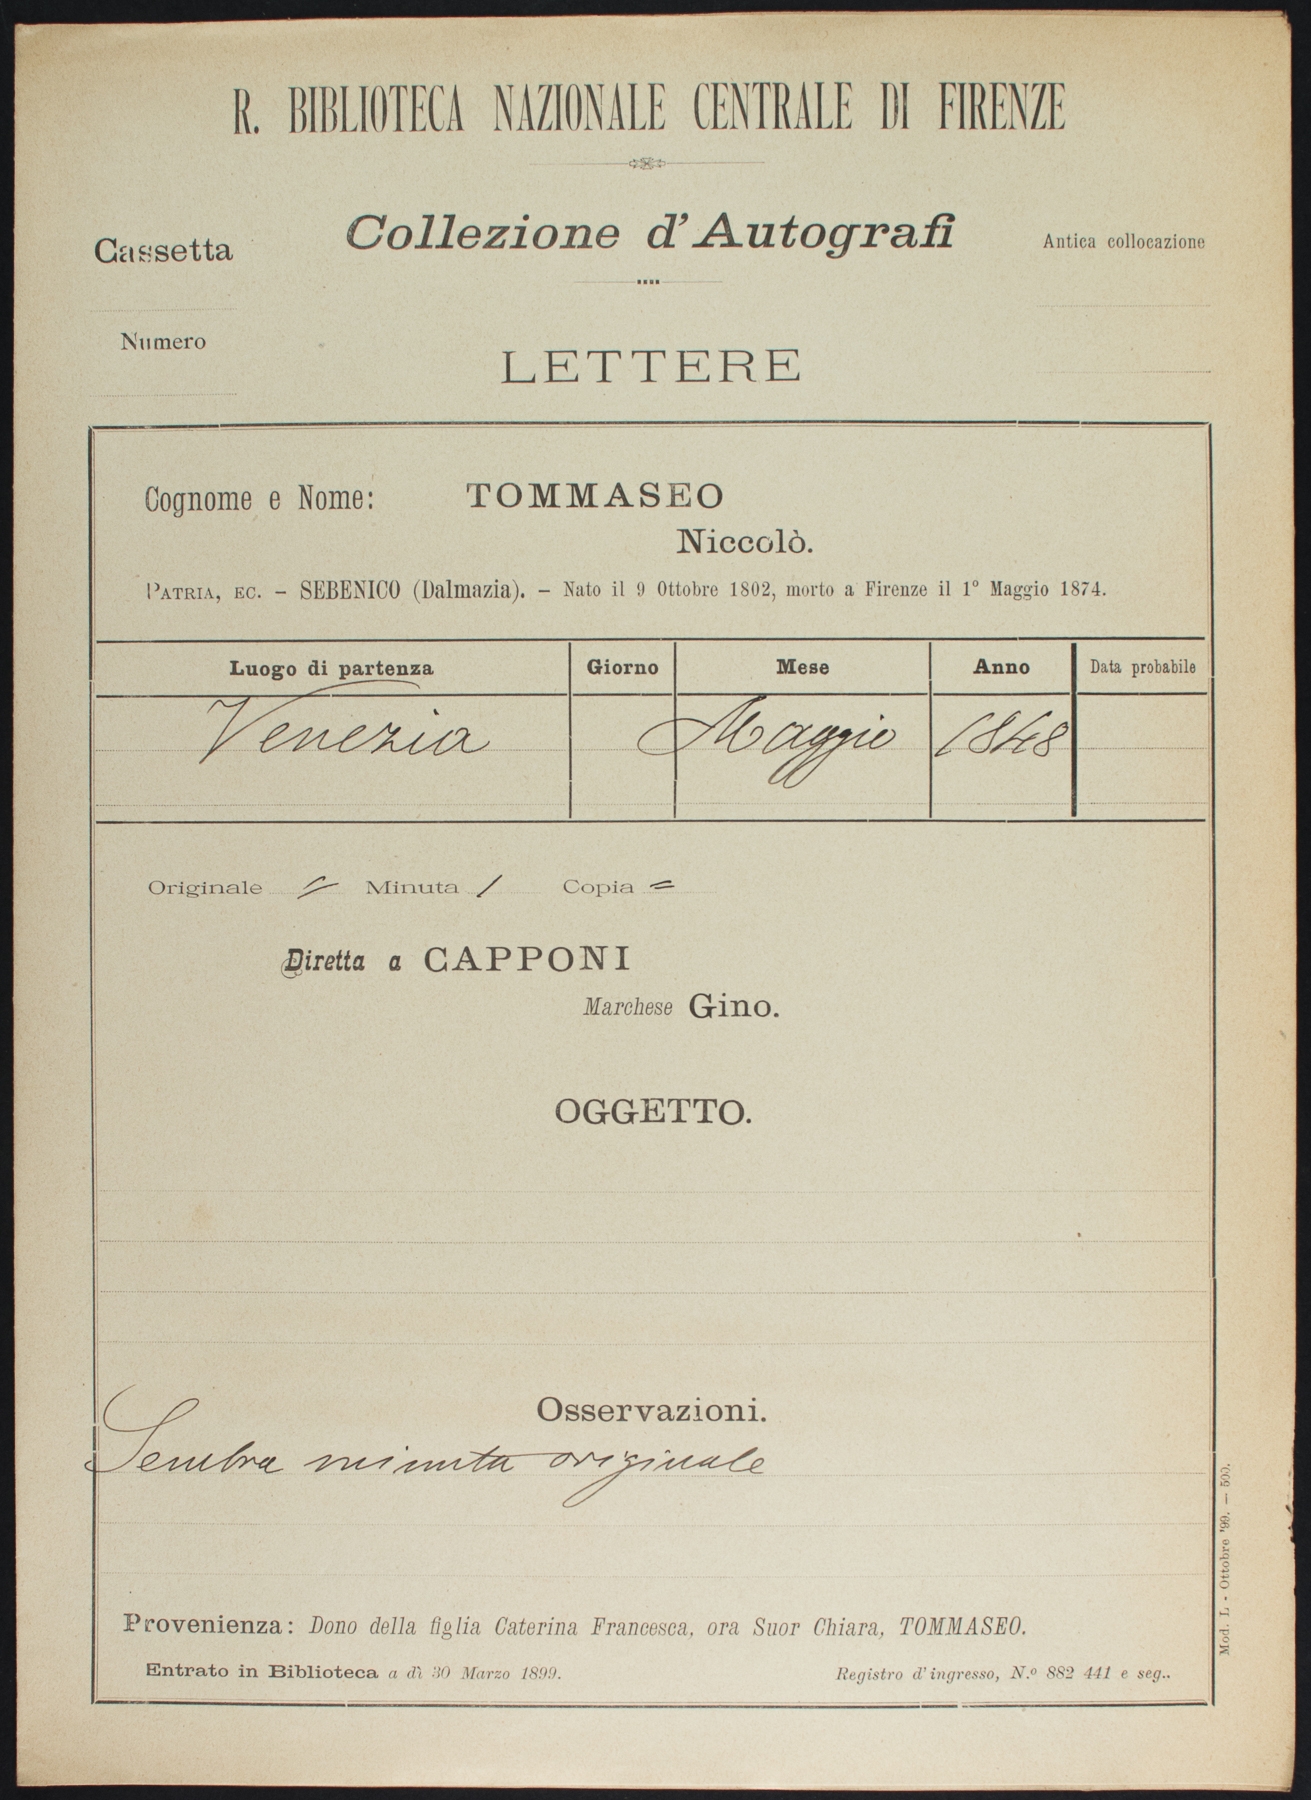 R. BIBLIOTECA NAZIONALE CENTRALE DI FIRENZE
Collezione d'Autografi
Cassetta
Antica collocazione
Numero
LETTERE
Cognome e Nome: TOMMASEO
Niccolò.
PATRIA, EC. – SEBENICO (Dalmazia). – Nato il 9 Ottobre 1802, morto a Firenze il 1° Maggio 1874.
Luogo di partenza Giorno Mese Anno Data probabile
Venezia Maggio 1848
Originale = Minuta / Copia =
Diretta a CAPPONI
Marchese Gino.
OGGETTO.
Osservazioni.
Sembra minuta originale
Provenienza: Dono della figlia Caterina Francesca, ora Suor Chiara, TOMMASEO.
Entrato in Biblioteca a dì 30 Marzo 1899. Registro d'ingresso, N.º 882 441 e seg..
Mod. L - Ottobre '99. — 500.